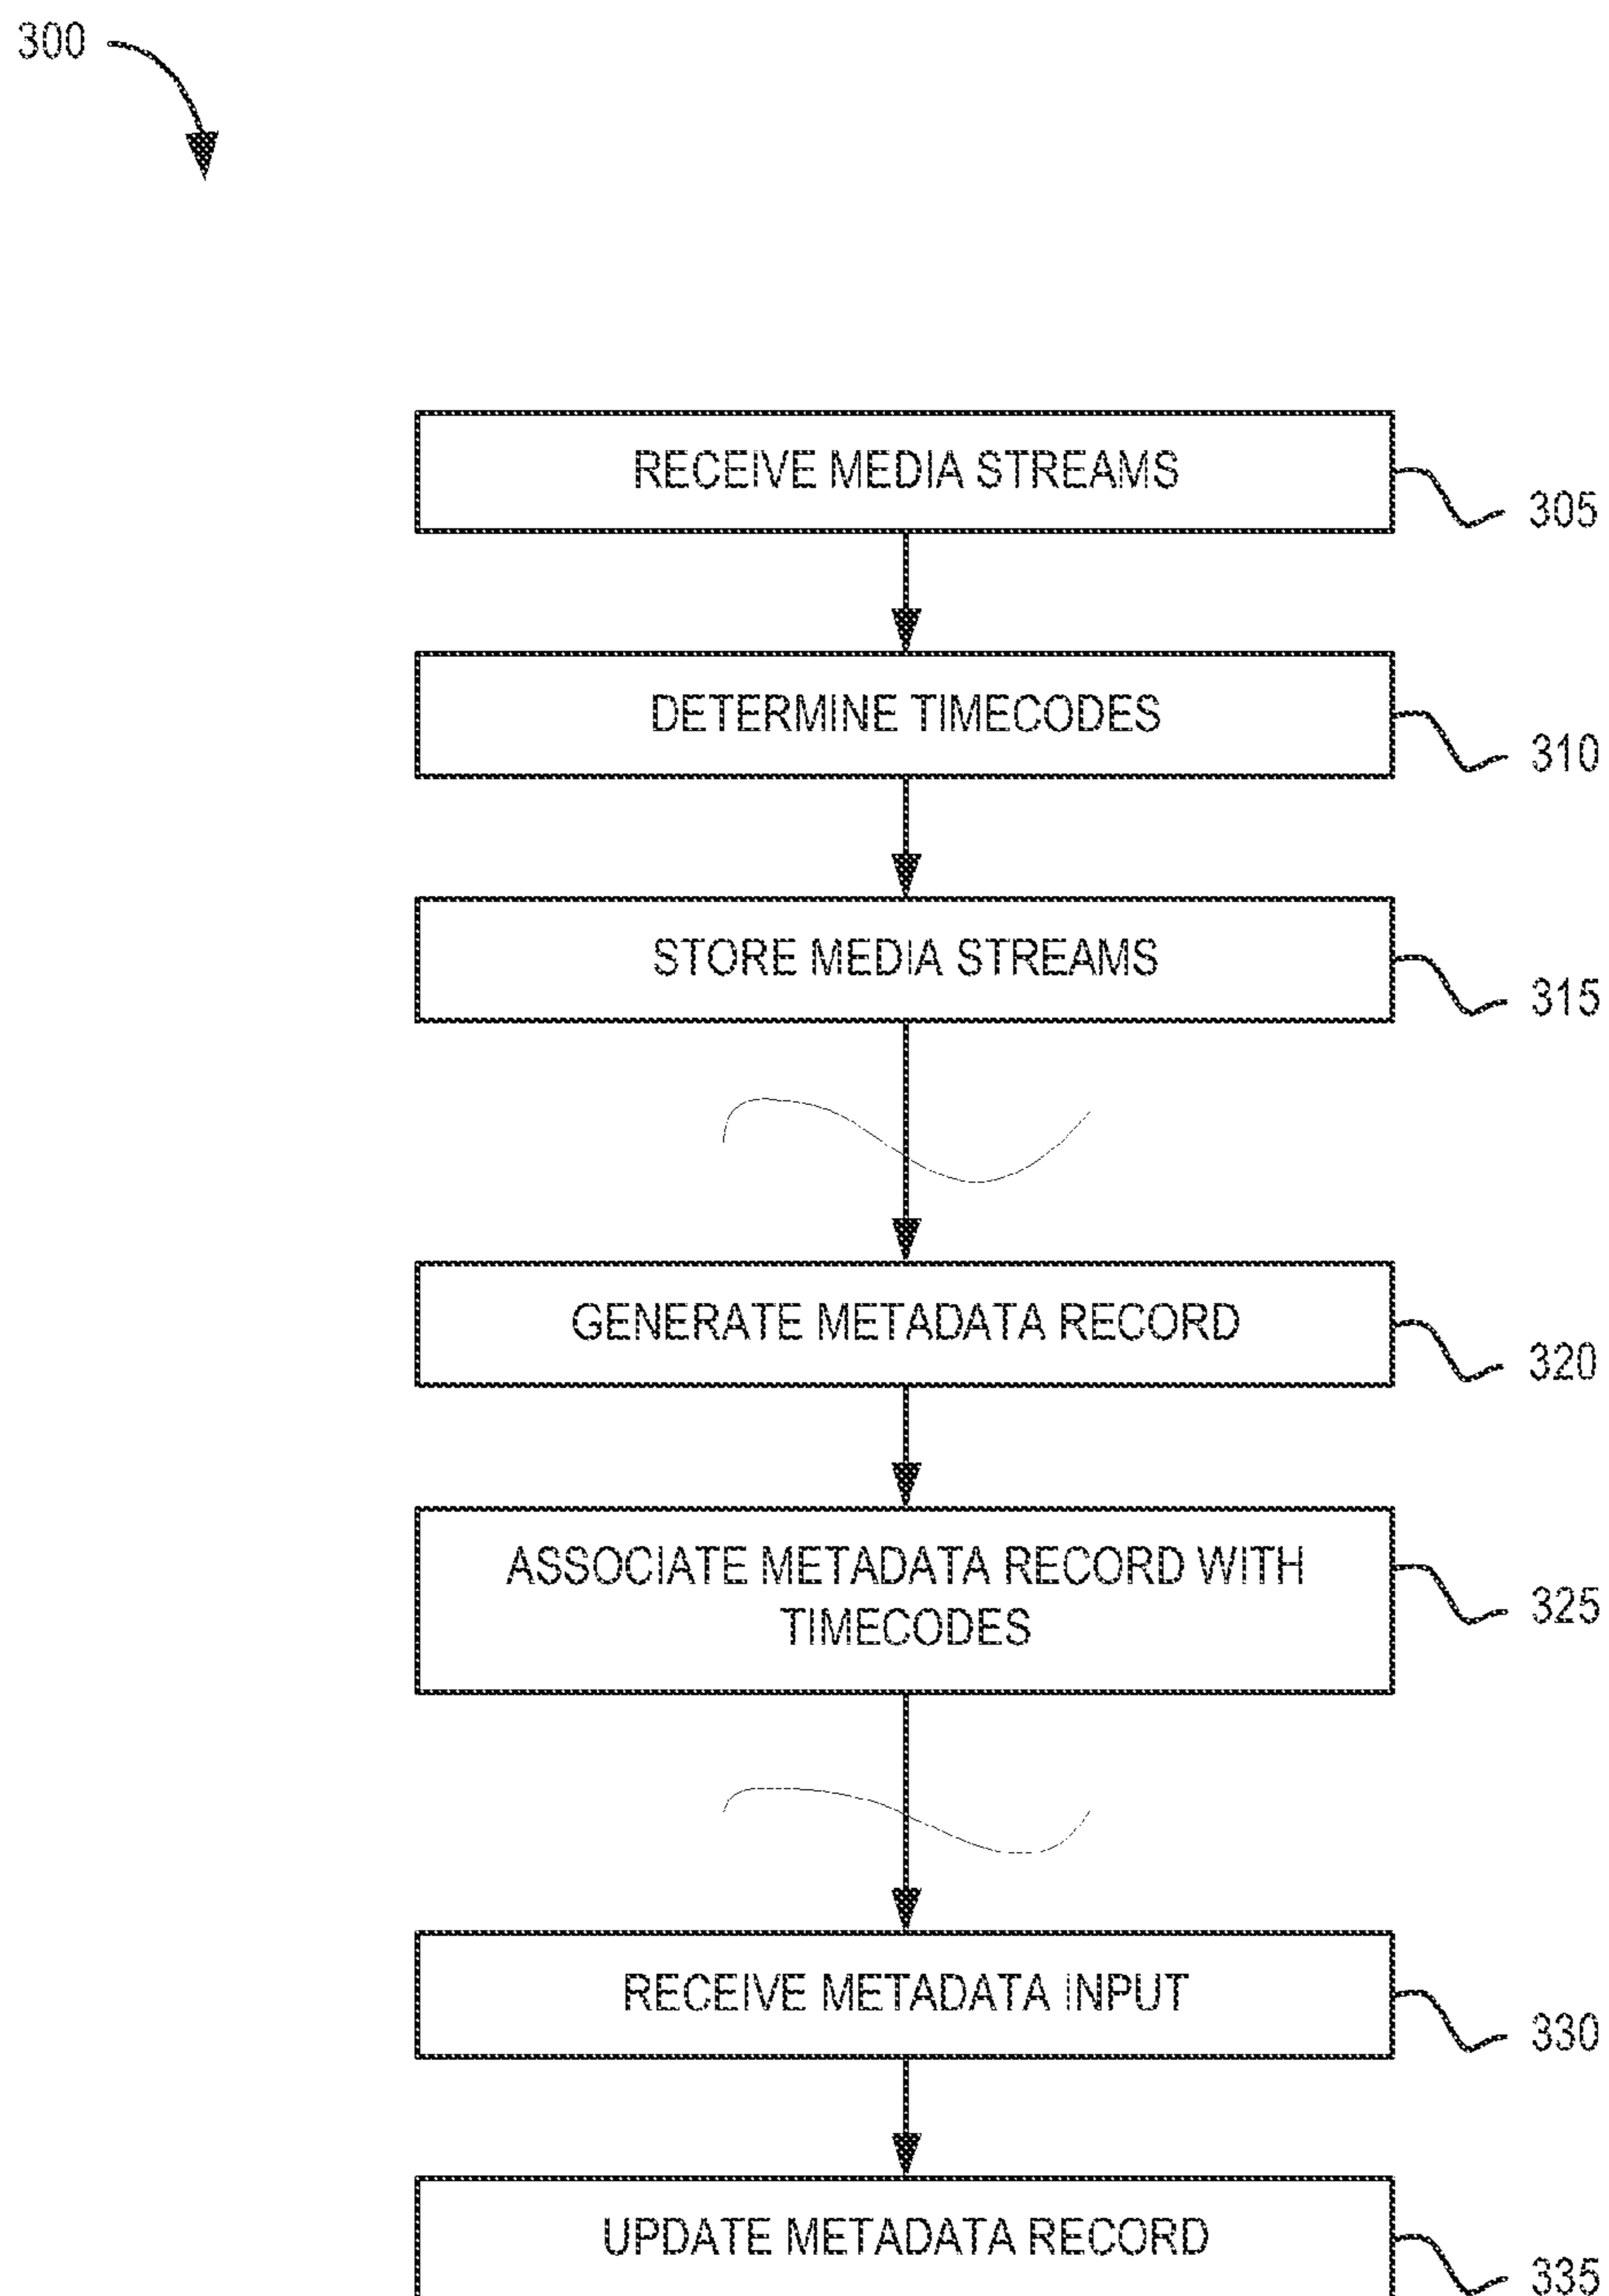 300
RECEIVE MEDIA STREAMS
305
DETERMINE TIMECODES
310
STORE MEDIA STREAMS
315
GENERATE METADATA RECORD
320
ASSOCIATE METADATA RECORD WITH
TIMECODES
325
RECEIVE METADATA INPUT
330
UPDATE METADATA RECORD
335